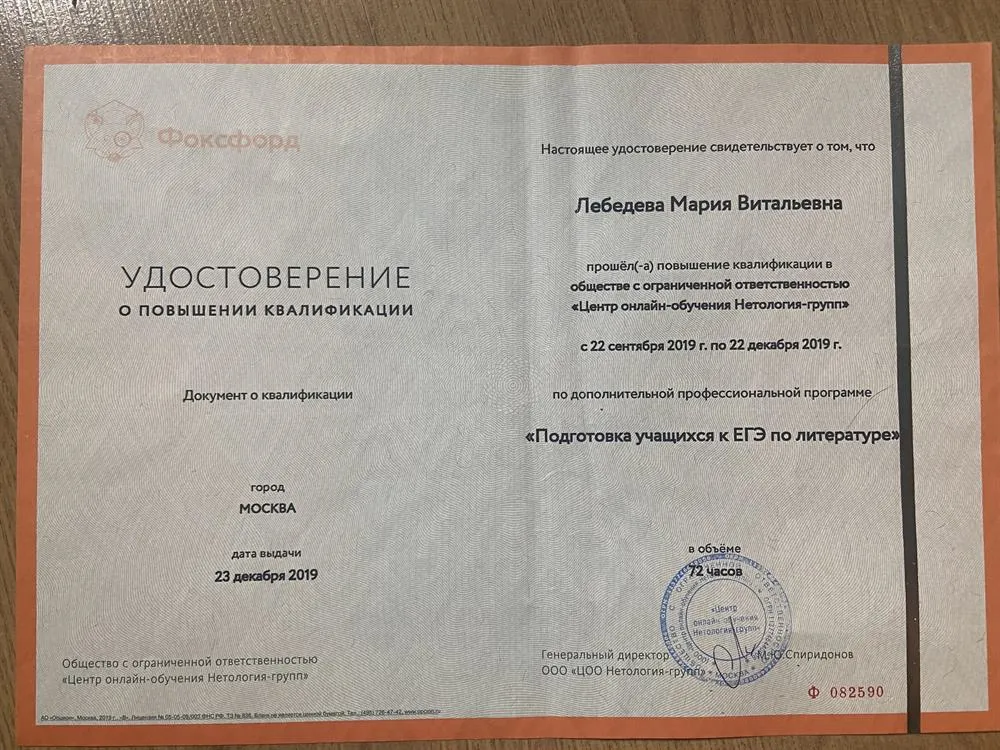 Фоксфорд
УДОСТОВЕРЕНИЕ
О ПОВЫШЕНИИ КВАЛИФИКАЦИИ
Документ о квалификации
город
МОСКВА
дата выдачи
23 декабря 2019
Общество с ограниченной ответственностью
«Центр онлайн-обучения Нетология-групп»
Настоящее удостоверение свидетельствует о том, что
Лебедева Мария Витальевна
прошёл(-а) повышение квалификации в
обществе с ограниченной ответственностью
«Центр онлайн-обучения Нетология-групп»
с 22 сентября 2019 г. по 22 декабря 2019 г.
по дополнительной профессиональной программе
«Подготовка учащихся к ЕГЭ по литературе»
в объёме
72 часов
«Центр
онлайн-обучения
Нетология-групп»
МОСКВА
Генеральный директор М.Ю.Спиридонов
ООО «ЦОО Нетология-групп»
Ф 082590